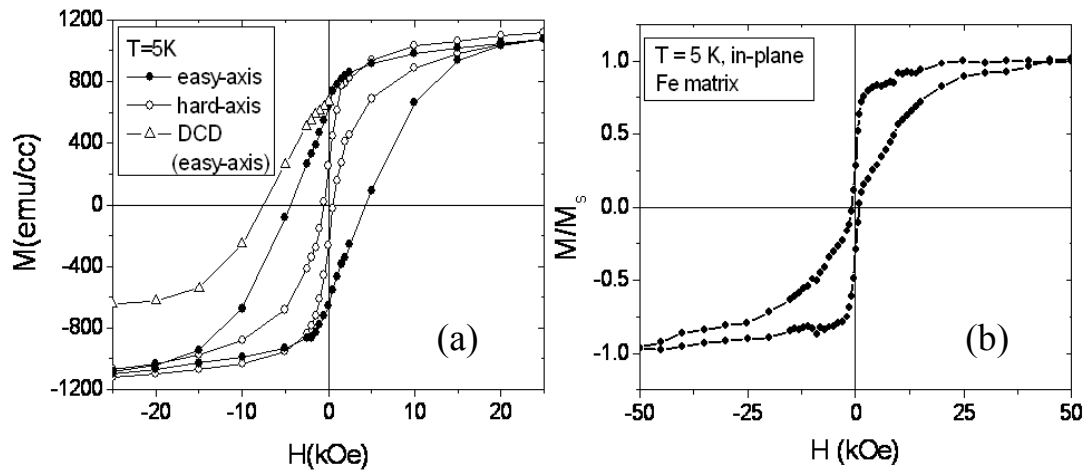 1200
800
400
0
-400
-800
-1200
M(emu/cc)
T=5K
easy-axis
hard-axis
DCD
(easy-axis)
(a)
-20 -10 0 10 20
H(kOe)
1.0
0.5
0.0
-0.5
-1.0
M/M_s
T = 5 K, in-plane
Fe matrix
(b)
-50 -25 0 25 50
H (kOe)